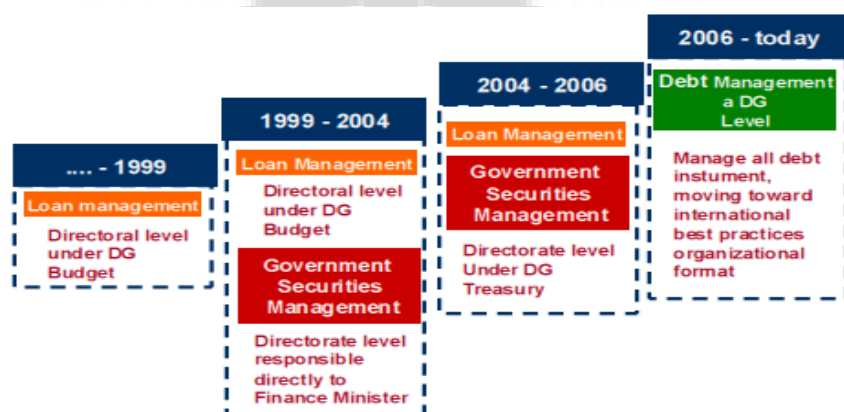 .... - 1999
Loan management
Directoral level
under DG
Budget
1999 - 2004
Loan Management
Directoral level
under DG
Budget
Government
Securities
Management
Directorate level
responsible
directly to
Finance Minister
2004 - 2006
Loan Management
Government
Securities
Management
Directorate level
Under DG
Treasury
2006 - today
Debt Management
a DG
Level
Manage all debt
instument,
moving toward
international
best practices
organizational
format